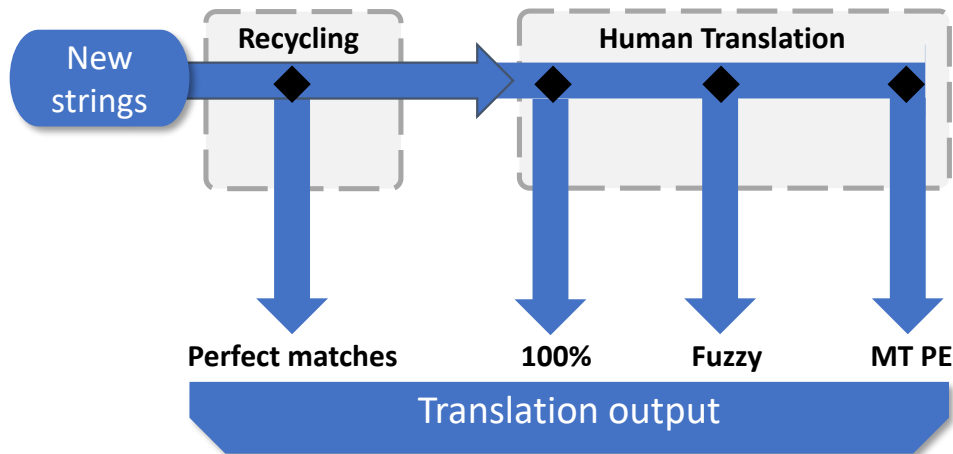 New
strings
Recycling
Human Translation
Perfect matches
100%
Fuzzy
MT PE
Translation output